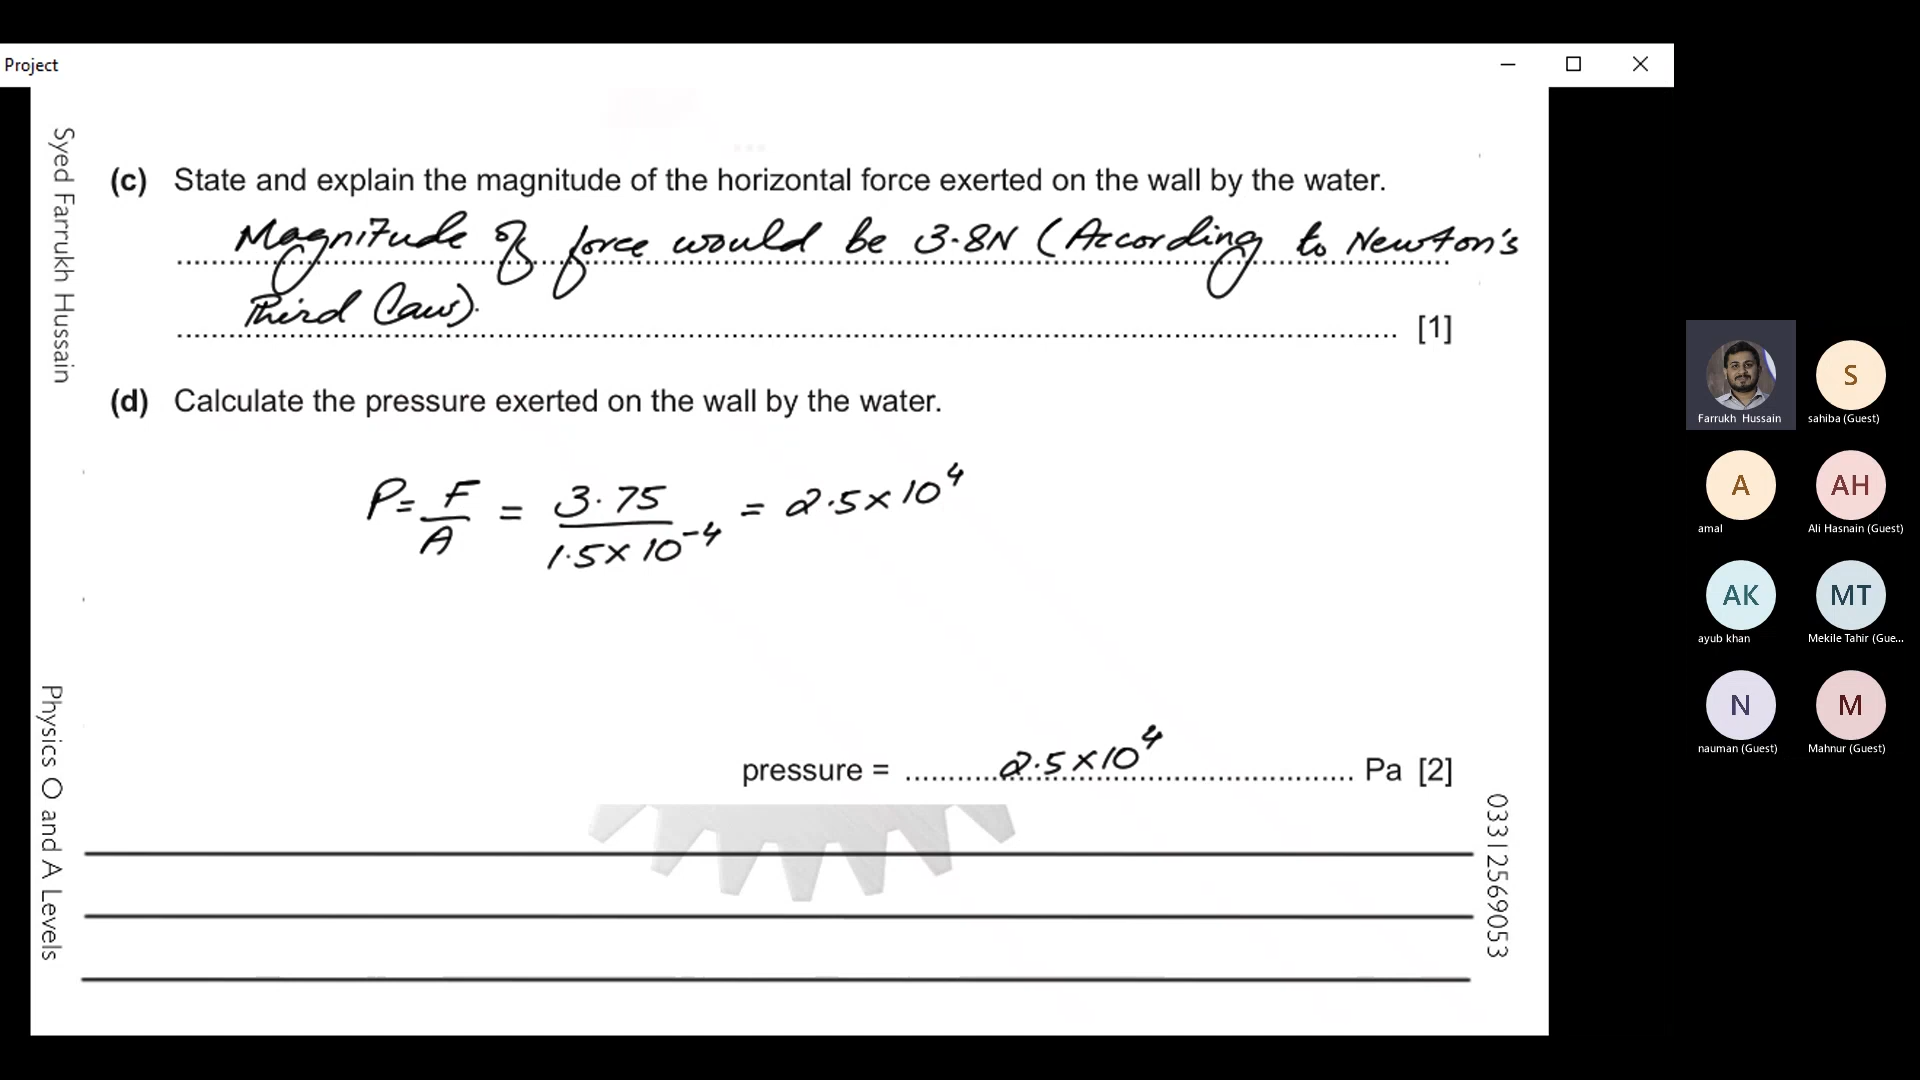 Project
Syed Farrukh Hussain
(c) State and explain the magnitude of the horizontal force exerted on the wall by the water.
Magnitude of force would be 3.8N (According to Newton's
Third Law).
[1]
(d) Calculate the pressure exerted on the wall by the water.
P = F/A = 3.75/1.5×10⁻⁴ = 2.5×10⁴
pressure = 2.5×10⁴ Pa [2]
Physics O and A Levels
03312569053
Farrukh Hussain
S
sahiba (Guest)
A
amal
AH
Ali Hasnain (Guest)
AK
ayub khan
MT
Mekile Tahir (Gue...
N
nauman (Guest)
M
Mahnur (Guest)